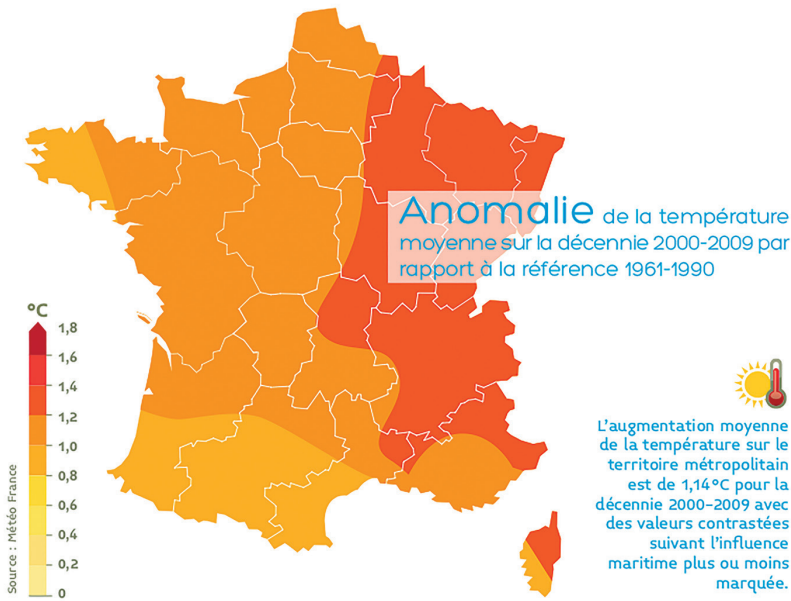 Anomalie de la température
moyenne sur la décennie 2000-2009 par
rapport à la référence 1961-1990
°C
1,8
1,6
1,4
1,2
1,0
0,8
0,6
0,4
0,2
0
Source : Météo France
L'augmentation moyenne
de la température sur le
territoire métropolitain
est de 1,14°C pour la
décennie 2000-2009 avec
des valeurs contrastées
suivant l'influence
maritime plus ou moins
marquée.